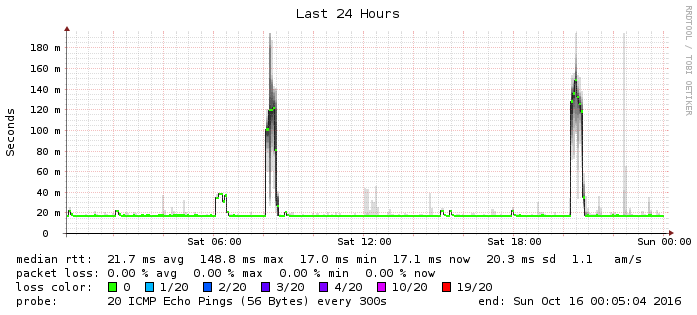 Last 24 Hours
RRDTOOL / TOBI OETIKER
Seconds
180 m
160 m
140 m
120 m
100 m
80 m
60 m
40 m
20 m
0
Sat 06:00 Sat 12:00 Sat 18:00 Sun 00:00
median rtt: 21.7 ms avg 148.8 ms max 17.0 ms min 17.1 ms now 20.3 ms sd 1.1 am/s
packet loss: 0.00 % avg 0.00 % max 0.00 % min 0.00 % now
loss color: 0 1/20 2/20 3/20 4/20 10/20 19/20
probe: 20 ICMP Echo Pings (56 Bytes) every 300s end: Sun Oct 16 00:05:04 2016